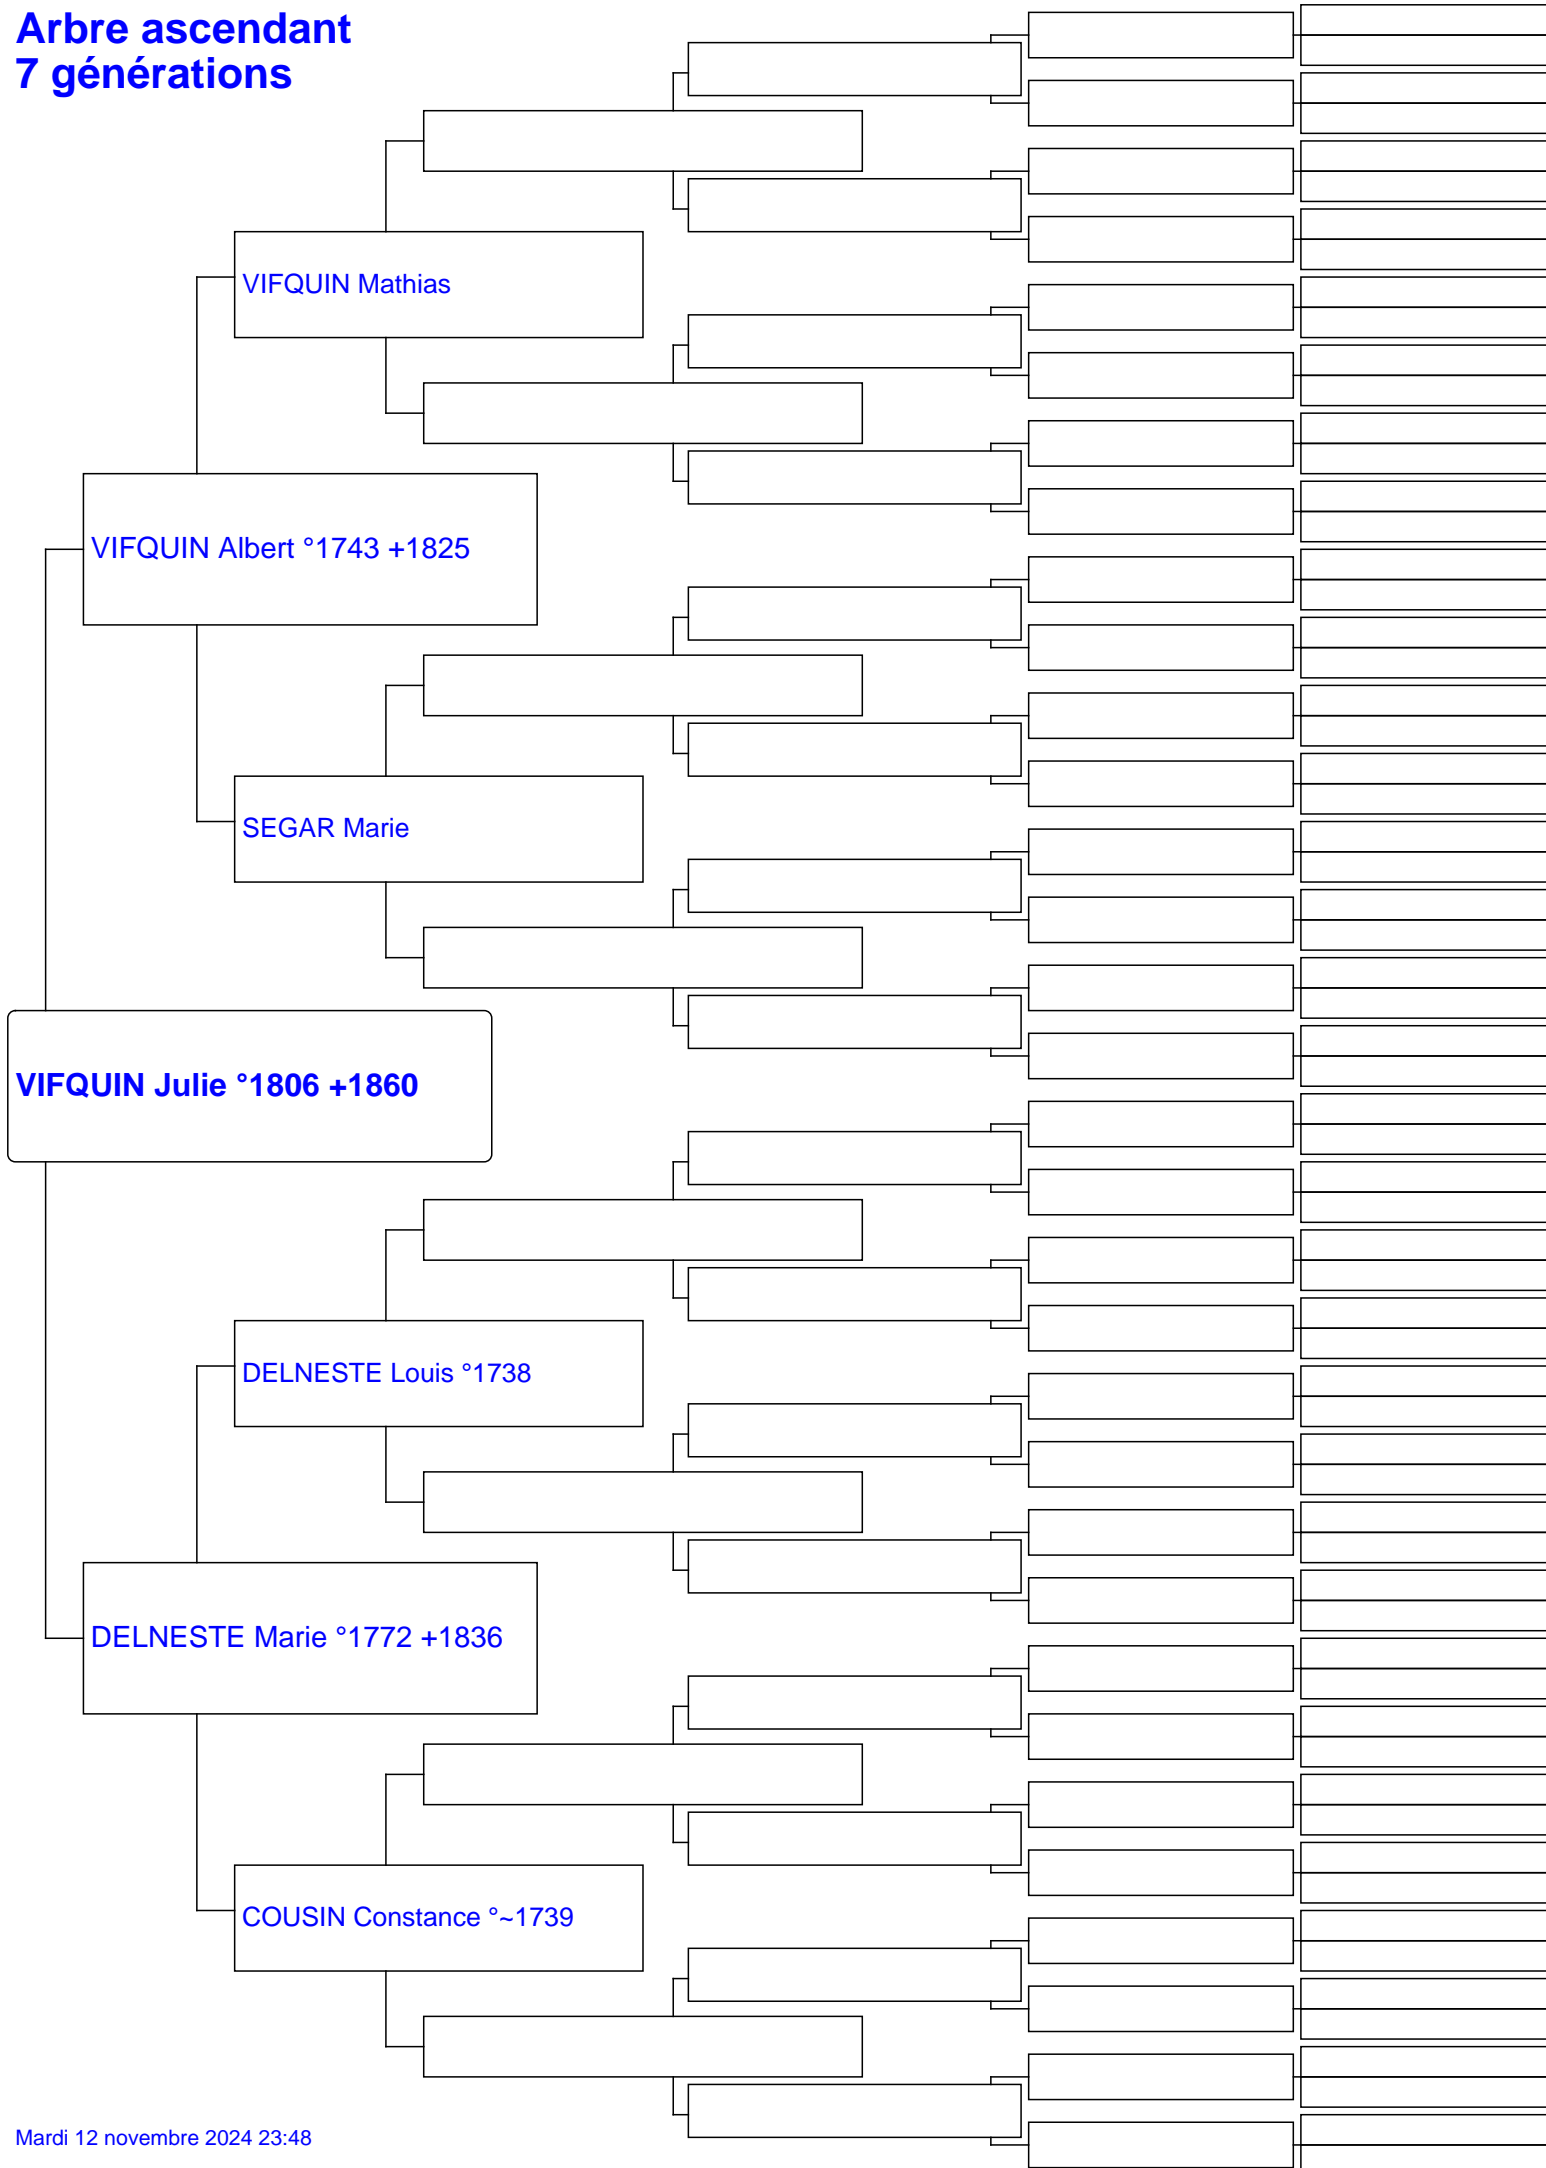 Arbre ascendant
7 générations
VIFQUIN Mathias
VIFQUIN Albert °1743 +1825
SEGAR Marie
VIFQUIN Julie °1806 +1860
DELNESTE Louis °1738
DELNESTE Marie °1772 +1836
COUSIN Constance °~1739
Mardi 12 novembre 2024 23:48